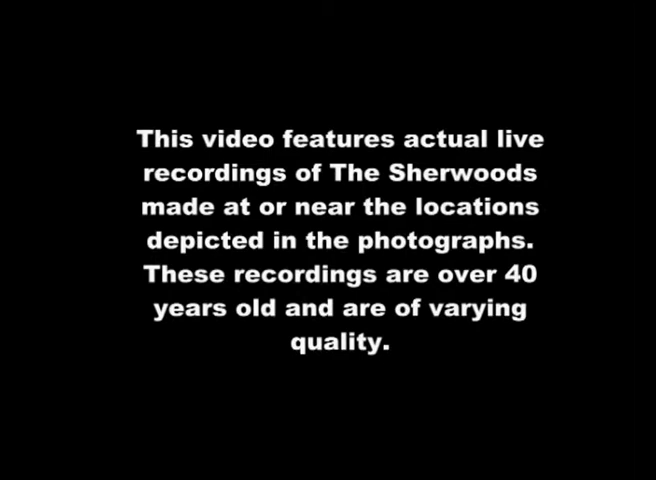 This video features actual live
recordings of The Sherwoods
made at or near the locations
depicted in the photographs.
These recordings are over 40
years old and are of varying
quality.